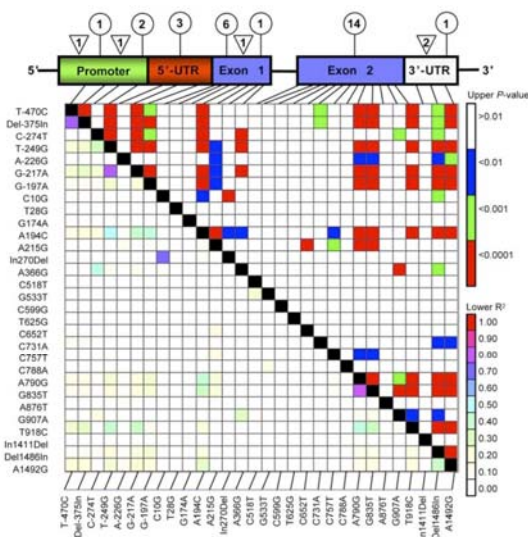 1 1 1 2 3 6 1 1 14 2 1
5' Promoter 5'-UTR Exon 1 Exon 2 3'-UTR 3'
Upper P-value
>0.01
<0.01
<0.001
<0.0001
Lower R²
1.00
0.90
0.80
0.70
0.60
0.50
0.40
0.30
0.20
0.10
0.00
T-470C
Del-375In
C-274T
T-249G
A-226G
G-217A
G-197A
C10G
T28G
G174A
A194C
A215G
In270Del
A366G
C518T
G533T
C599G
T625G
C652T
C731A
C757T
C788A
A790G
G835T
A876T
G907A
T918C
In1411Del
Del1486In
A1492G
T-470C Del-375In C-274T T-249G A-226G G-217A G-197A C10G T28G G174A A194C A215G In270Del A366G C518T G533T C599G T625G C652T C731A C757T C788A A790G G835T A876T G907A T918C In1411Del Del1486In A1492G